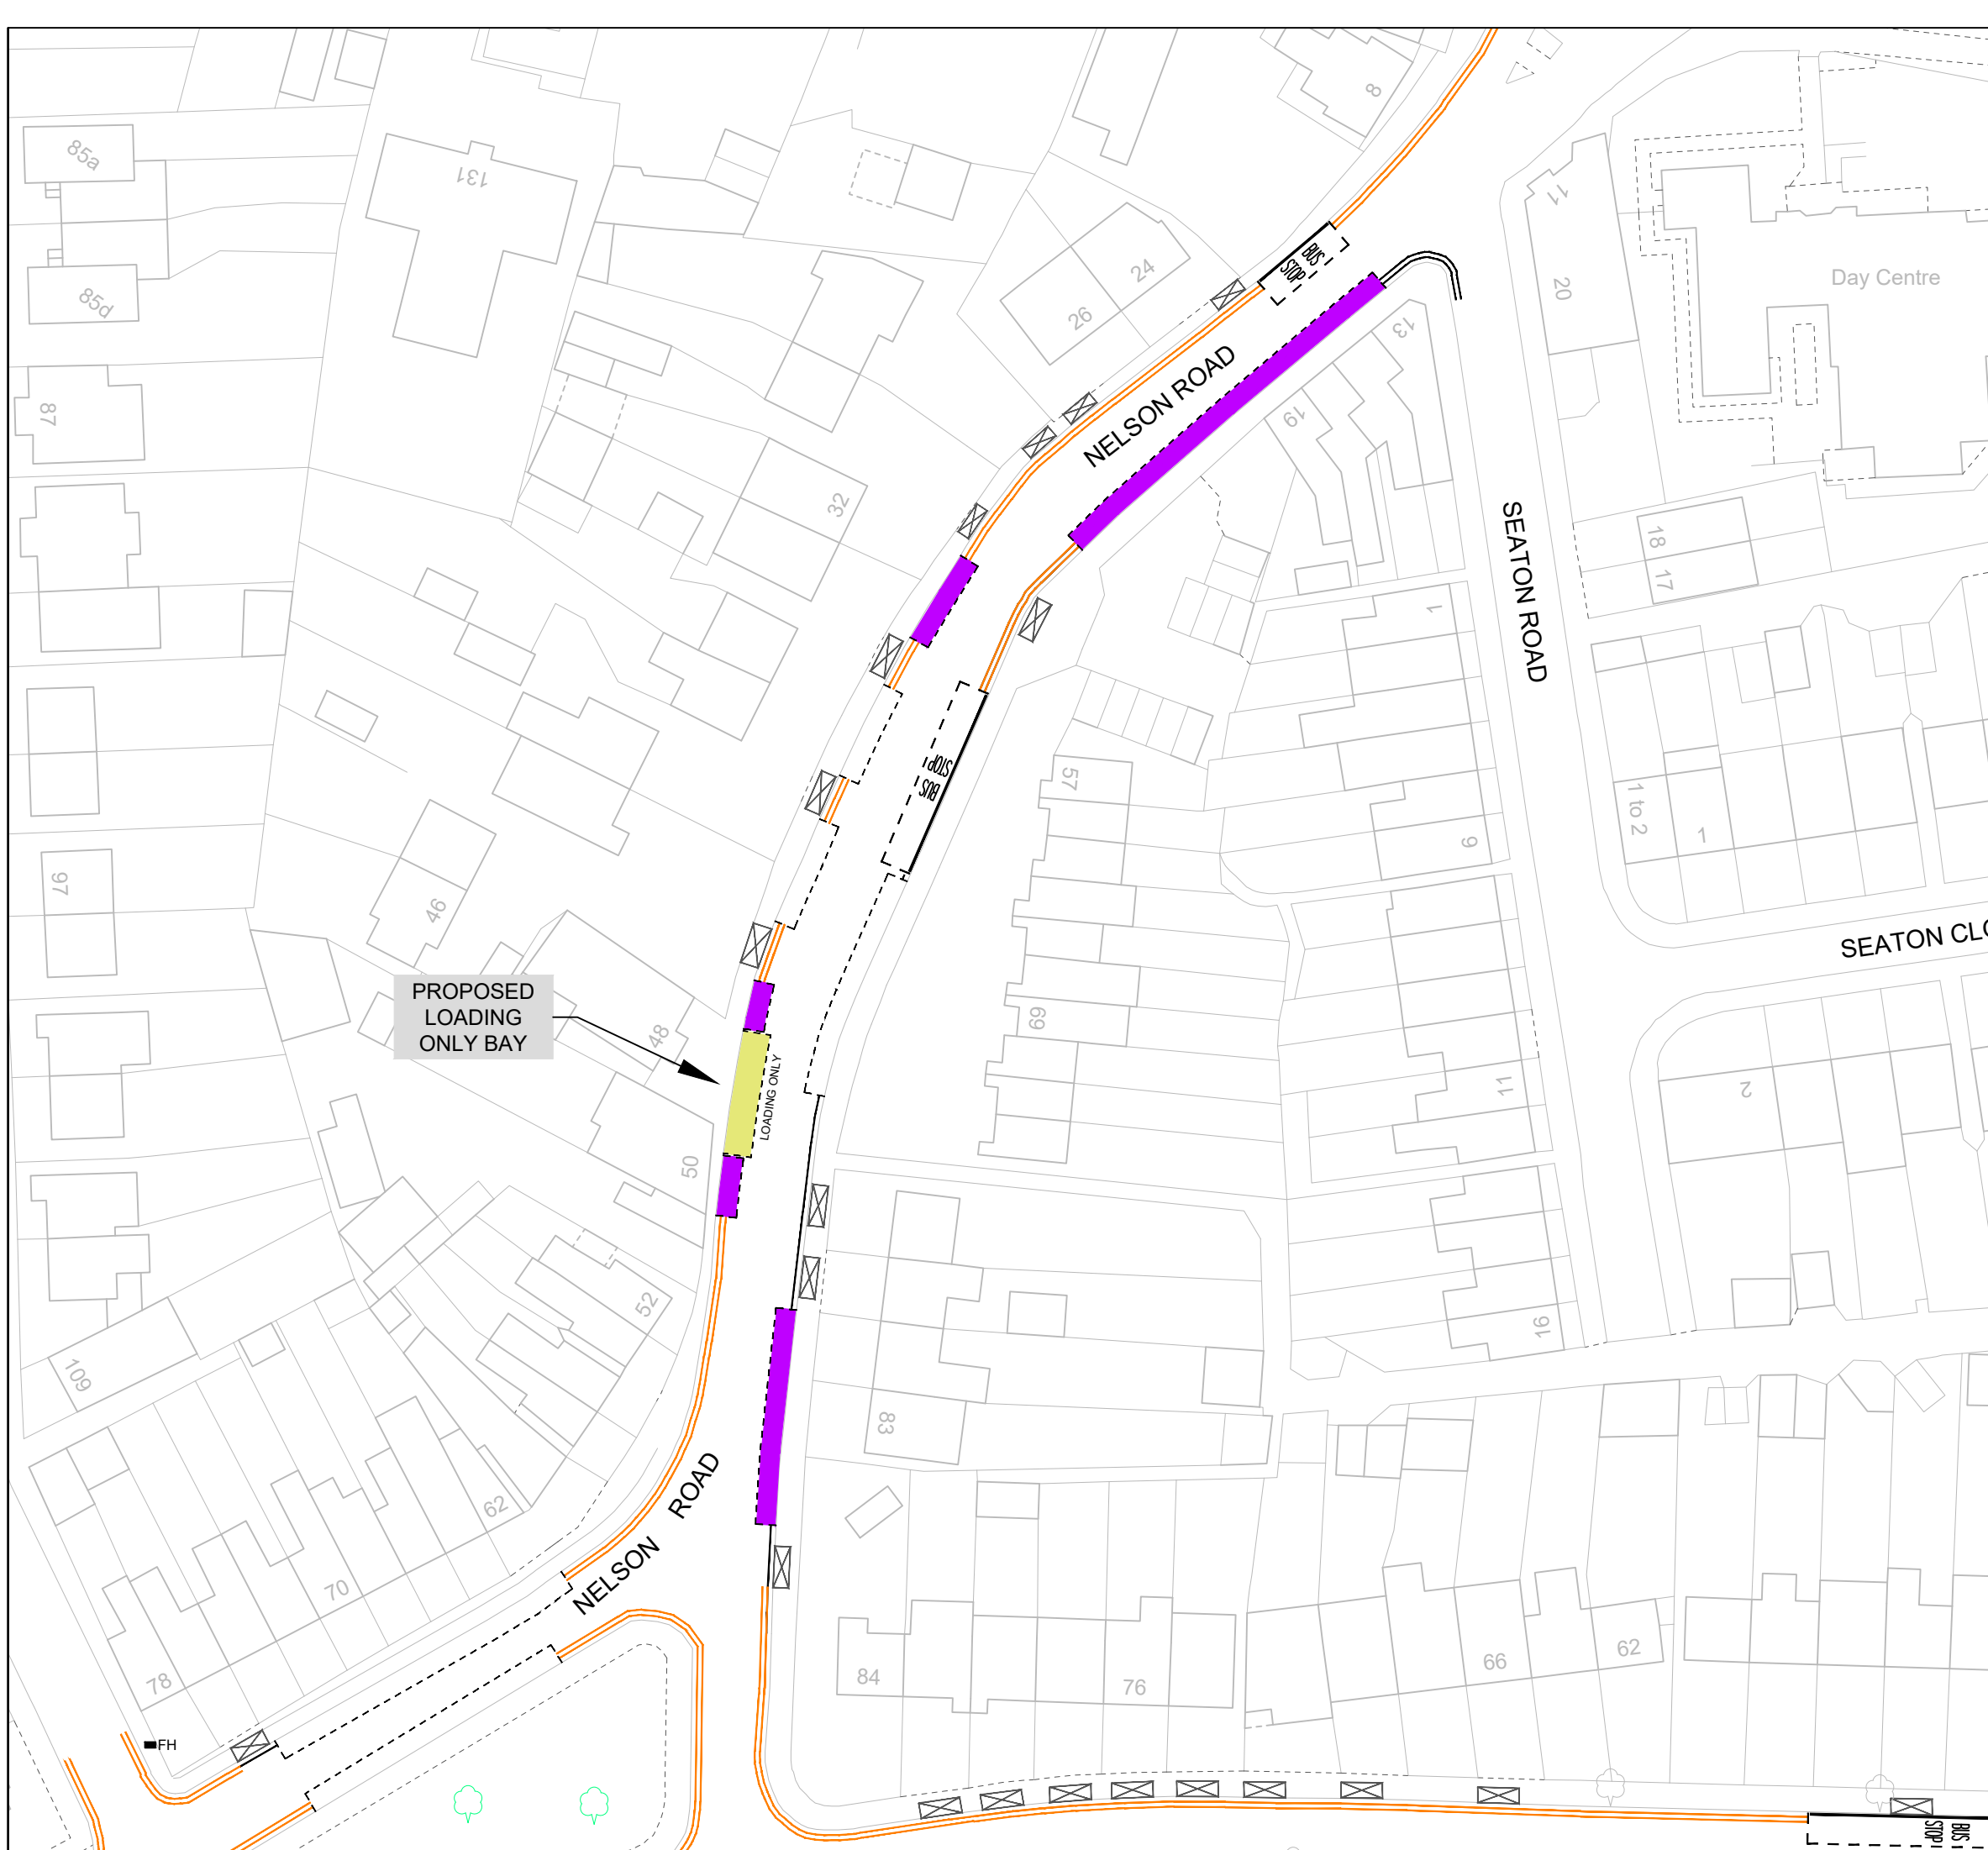 8
85a
131
11
85d
24
20
Day Centre
BUS
STOP
26
13
87
NELSON ROAD
19
32
18
17
SEATON ROAD
1
57
BUS
STOP
1 to 2
1
9
97
46
SEATON CLO
PROPOSED
LOADING
ONLY BAY
48
69
LOADING ONLY
11
2
50
52
16
109
83
NELSON ROAD
62
70
78
84
76
66
62
FH
BUS
STOP